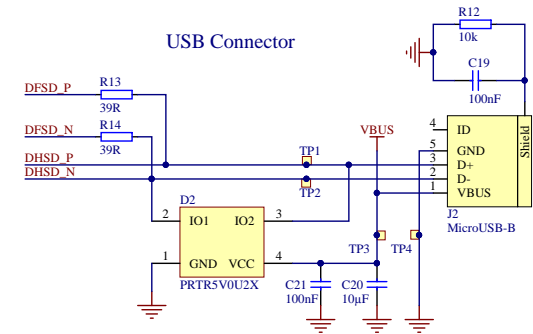 R12
10k
USB Connector
C19
100nF
R13
DFSD_P
39R
R14
DFSD_N
39R
VBUS
4 ID
Shield
TP1
5 GND
DHSD_P
3 D+
DHSD_N
2 D-
TP2
1 VBUS
D2
J2
MicroUSB-B
2 IO1 IO2 3
TP3 TP4
1 GND VCC 4
PRTR5V0U2X
C21 C20
100nF 10µF